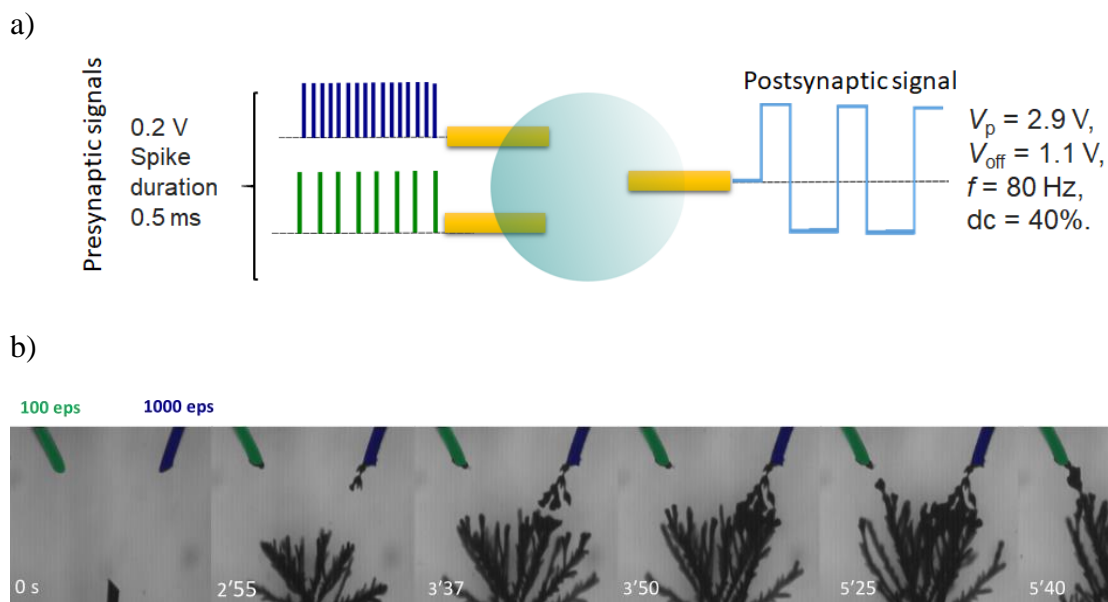 a)
Presynaptic signals
0.2 V
Spike
duration
0.5 ms
Postsynaptic signal
Vp = 2.9 V,
Voff = 1.1 V,
f = 80 Hz,
dc = 40%.
b)
100 eps
1000 eps
0 s
2'55
3'37
3'50
5'25
5'40